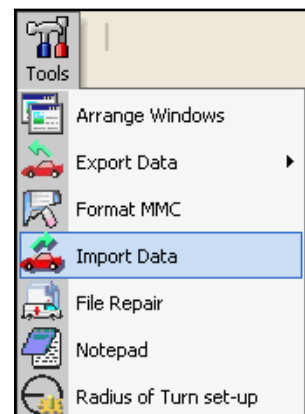 Tools
Arrange Windows
Export Data
Format MMC
Import Data
File Repair
Notepad
Radius of Turn set-up